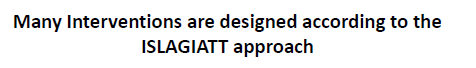 Many Interventions are designed according to the
ISLAGIATT approach